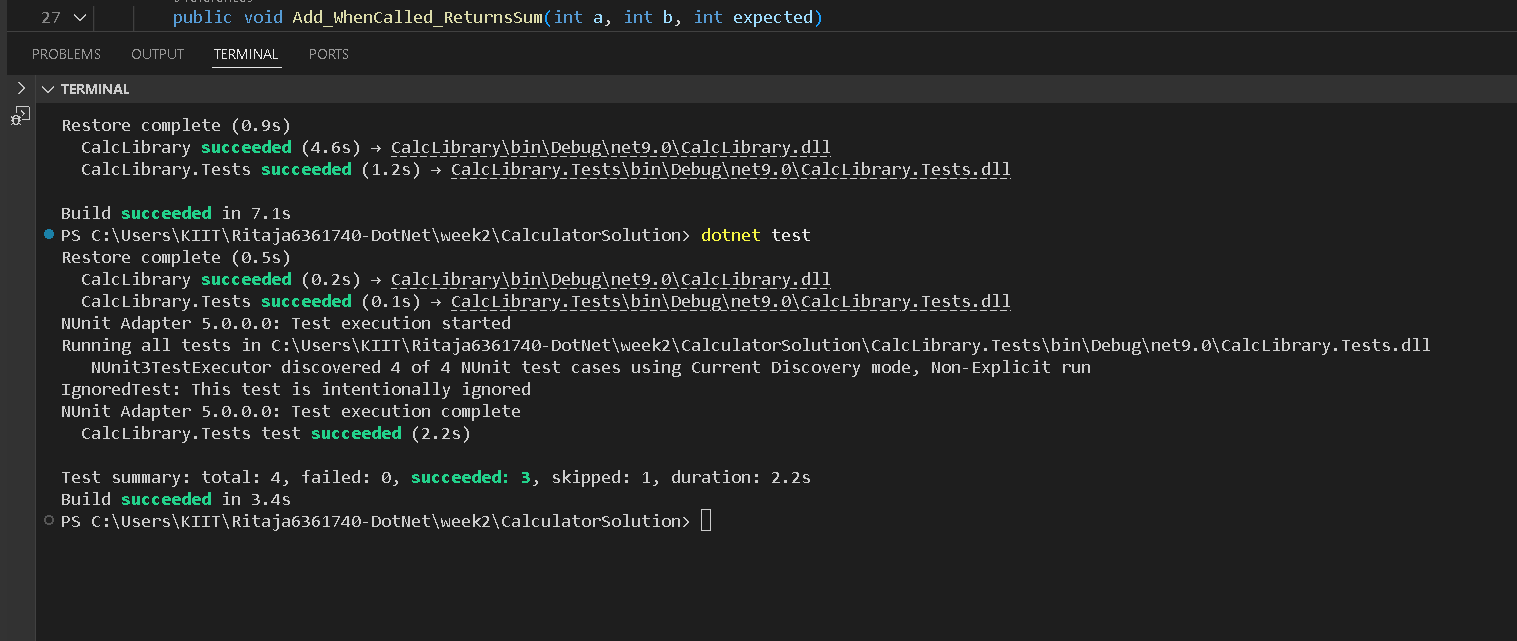 27 public void Add_WhenCalled_ReturnsSum(int a, int b, int expected)
PROBLEMS OUTPUT TERMINAL PORTS
TERMINAL
Restore complete (0.9s)
CalcLibrary succeeded (4.6s) → CalcLibrary\bin\Debug\net9.0\CalcLibrary.dll
CalcLibrary.Tests succeeded (1.2s) → CalcLibrary.Tests\bin\Debug\net9.0\CalcLibrary.Tests.dll
Build succeeded in 7.1s
PS C:\Users\KIIT\Ritaja6361740-DotNet\week2\CalculatorSolution> dotnet test
Restore complete (0.5s)
CalcLibrary succeeded (0.2s) → CalcLibrary\bin\Debug\net9.0\CalcLibrary.dll
CalcLibrary.Tests succeeded (0.1s) → CalcLibrary.Tests\bin\Debug\net9.0\CalcLibrary.Tests.dll
NUnit Adapter 5.0.0.0: Test execution started
Running all tests in C:\Users\KIIT\Ritaja6361740-DotNet\week2\CalculatorSolution\CalcLibrary.Tests\bin\Debug\net9.0\CalcLibrary.Tests.dll
NUnit3TestExecutor discovered 4 of 4 NUnit test cases using Current Discovery mode, Non-Explicit run
IgnoredTest: This test is intentionally ignored
NUnit Adapter 5.0.0.0: Test execution complete
CalcLibrary.Tests test succeeded (2.2s)
Test summary: total: 4, failed: 0, succeeded: 3, skipped: 1, duration: 2.2s
Build succeeded in 3.4s
PS C:\Users\KIIT\Ritaja6361740-DotNet\week2\CalculatorSolution>